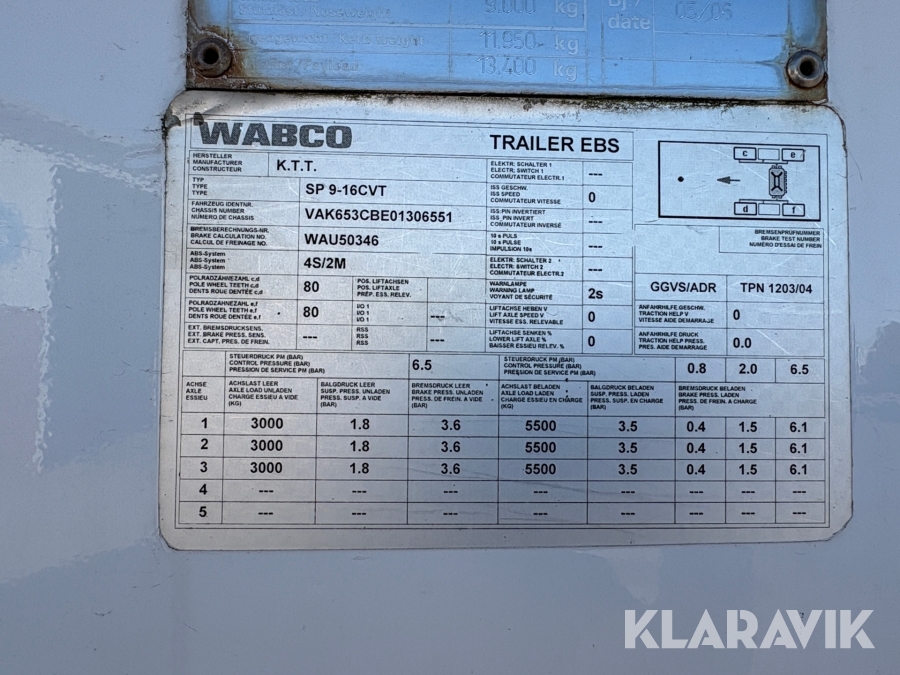 9.000 kg
date 05/06
11.950- kg
13.400 kg
WABCO
TRAILER EBS
HERSTELLER
MANUFACTURER
CONSTRUCTEUR
K.T.T.
TYP
TYPE
TYPE
SP 9-16CVT
FAHRZEUG IDENTNR.
CHASSIS NUMBER
NUMÉRO DE CHASSIS
VAK653CBE01306551
BREMSBERECHNUNGS-NR.
BRAKE CALCULATION NO.
CALCUL DE FREINAGE NO.
WAU50346
ABS-System
ABS-System
ABS-System
4S/2M
POLRADZÄHNEZAHL c,d
POLE WHEEL TEETH c,d
DENTS ROUE DENTÉE c,d
80
POS. LIFTACHSEN
POS. LIFTAXLE
PRÉP. ESS. RELEV.
POLRADZÄHNEZAHL e,f
POLE WHEEL TEETH e,f
DENTS ROUE DENTÉE e,f
80
I/O 1
I/O 1
I/O 1
---
EXT. BREMSDRUCKSENS.
EXT. BRAKE PRESS. SENS.
EXT. CAPT. PRES. DE FREIN.
---
RSS
RSS
RSS
---
ELEKTR: SCHALTER 1
ELECTR; SWITCH 1
COMMUTATEUR ELECTR.1
---
ISS GESCHW.
ISS SPEED
COMMUTATEUR VITESSE
0
ISS:PIN INVERTIERT
ISS_PIN INVERT
COMMUTATEUR INVERSER
---
10 s PULS
10 s PULSE
IMPULSION 10s
---
ELEKTR: SCHALTER 2
ELECTR; SWITCH 2
COMMUTATEUR ELECTR.2
---
WARNLAMPE
WARNING LAMP
VOYANT DE SÉCURITÉ
2s
LIFTACHSE HEBEN V
LIFT AXLE SPEED V
VITESSE ESS. RELEVABLE
0
LIFTACHSE SENKEN %
LOWER LIFT AXLE %
BAISSER ESSIEU RELEV.%
0
c e
d f
BREMSENPRÜFNUMMER
BRAKE TEST NUMBER
NUMÉRO D'ESSAI DE FREIN
GGVS/ADR
TPN 1203/04
ANFAHRHILFE GESCHW.
TRACTION HELP V
VITESSE AIDE DEMARRAGE
0
ANFAHRHILFE DRUCK
TRACTION HELP PRESS.
PRES. AIDE DEMARRAGE
0.0
STEUERDRUCK PM (BAR)
CONTROL PRESSURE (BAR)
PRESSION DE SERVICE PM (BAR)
6.5
STEUERDRUCK PM (BAR)
CONTROL PRESSURE (BAR)
PRESSION DE SERVICE PM (BAR)
0.8 2.0 6.5
ACHSE
AXLE
ESSIEU
ACHSLAST LEER
AXLE LOAD UNLADEN
CHARGE ESSIEU A VIDE
(KG)
BALGDRUCK LEER
SUSP. PRESS. UNLADEN
PRESS. SUSP. A VIDE
(BAR)
BREMSDRUCK LEER
BRAKE PRESS. UNLADEN
PRESS. DE FREIN. A VIDE
(BAR)
ACHSLAST BELADEN
AXLE LOAD LADEN
CHARGE ESSIEU EN CHARGE
(KG)
BALGDRUCK BELADEN
SUSP. PRESS. LADEN
PRESS. SUSP. EN CHARGE
(BAR)
BREMSDRUCK BELADEN
BRAKE PRESS. LADEN
PRESS. DE FREIN. A CHARGE
(BAR)
1 3000 1.8 3.6 5500 3.5 0.4 1.5 6.1
2 3000 1.8 3.6 5500 3.5 0.4 1.5 6.1
3 3000 1.8 3.6 5500 3.5 0.4 1.5 6.1
4 --- --- --- --- --- --- --- ---
5 --- --- --- --- --- --- --- ---
KLARAVIK